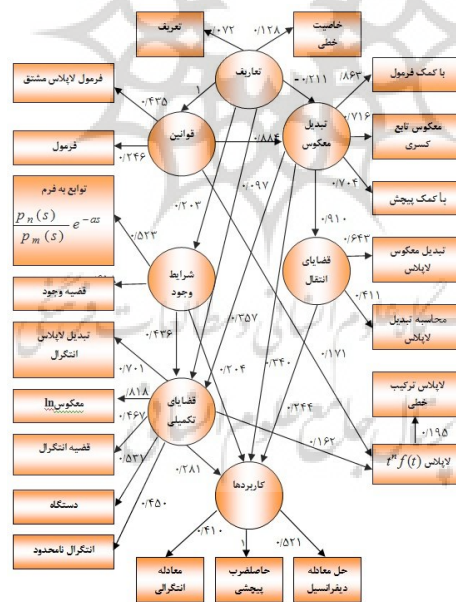 تعریف
خاصیت
خطی
۰/۰۷۲
۰/۱۲۸
تعاریف
فرمول لاپلاس مشتق
با کمک فرمول
۰/۴۳۵
۱
-۰/۲۱۱
۰/۸۶۳
قوانین
۰/۸۸۴
تبدیل
معکوس
۰/۷۱۶
معکوس تابع
کسری
فرمول
۰/۲۴۶
۰/۰۹۷
۰/۷۰۴
با کمک پیچش
توابع به فرم
pn(s)/pm(s) e^-as
۰/۲۰۳
۰/۹۱۰
۰/۵۲۳
۰/۶۴۳
تبدیل معکوس
لاپلاس
شرایط
وجود
قضایای
انتقال
قضیه وجود
۰/۴۱۱
محاسبه تبدیل
لاپلاس
۰/۳۵۷
تبدیل لاپلاس
انتگرال
۰/۴۳۶
۰/۲۰۴
۰/۳۴۰
۰/۱۷۱
۰/۷۰۱
لاپلاس ترکیب
خطی
معکوس ln
۰/۸۱۸
قضایای
تکمیلی
۰/۳۴۴
۰/۴۶۷
۰/۱۹۵
قضیه انتگرال
۰/۱۶۲
لاپلاس t^n f(t)
۰/۵۳۱
۰/۲۸۱
دستگاه
کاربردها
۰/۴۵۰
انتگرال نامحدود
۰/۴۱۰
۱
۰/۵۲۱
معادله
انتگرالی
حاصلضرب
پیچشی
حل معادله
دیفرانسیل